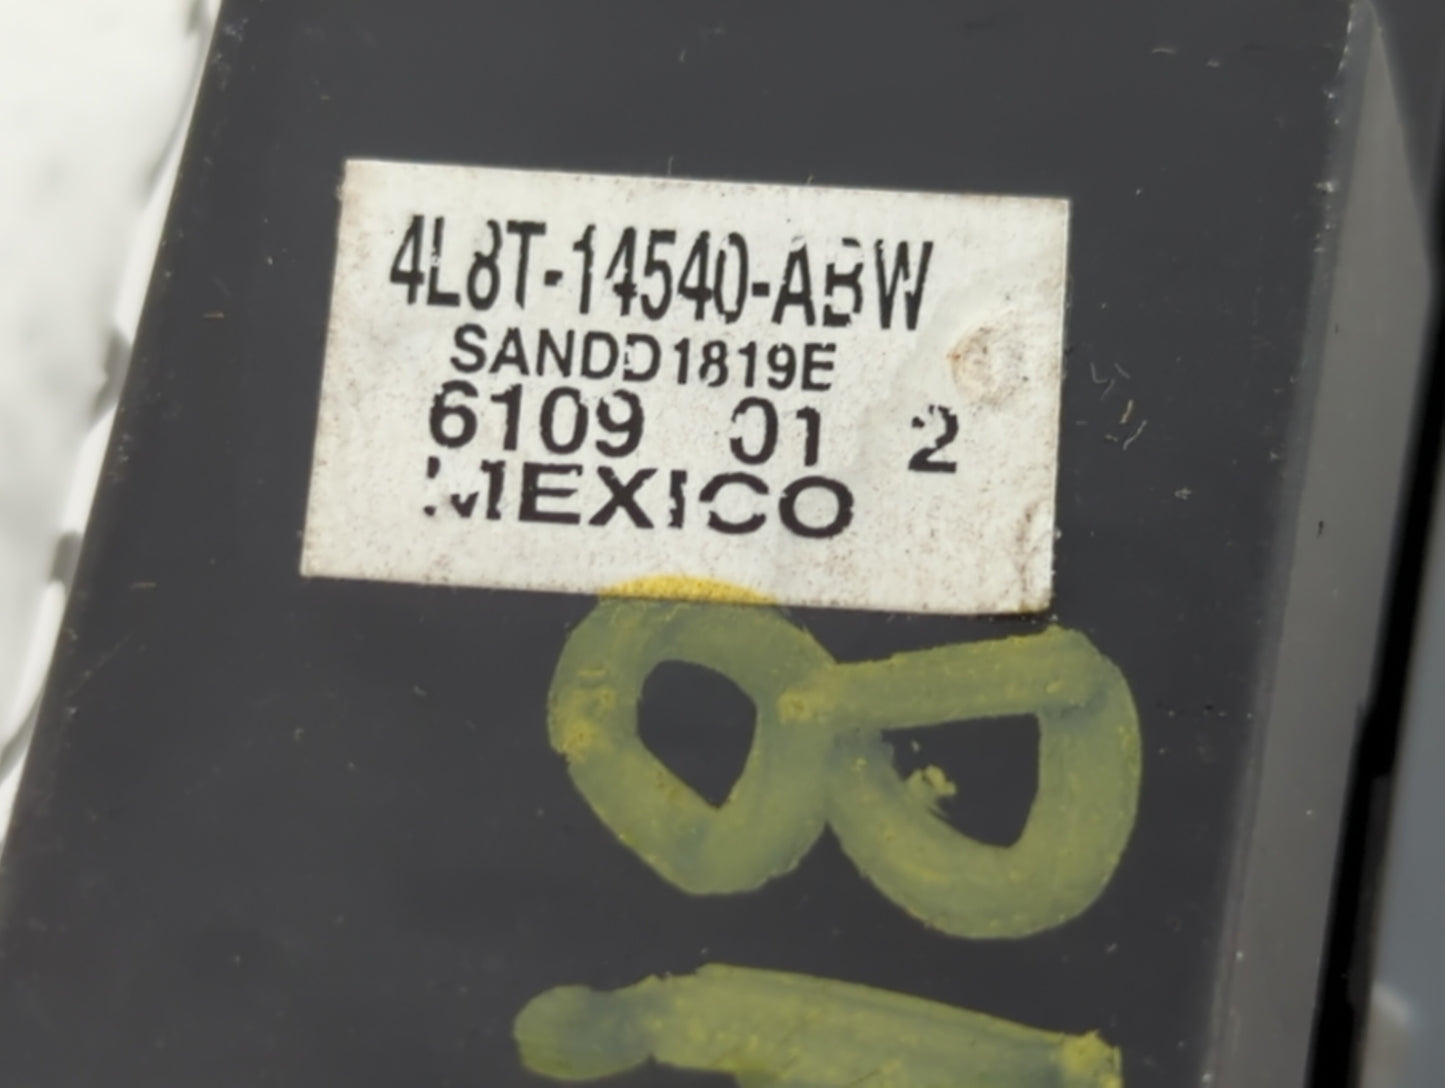 4L8T-14540-ABW
SANDD1819E
6109 01 2
MEXICO